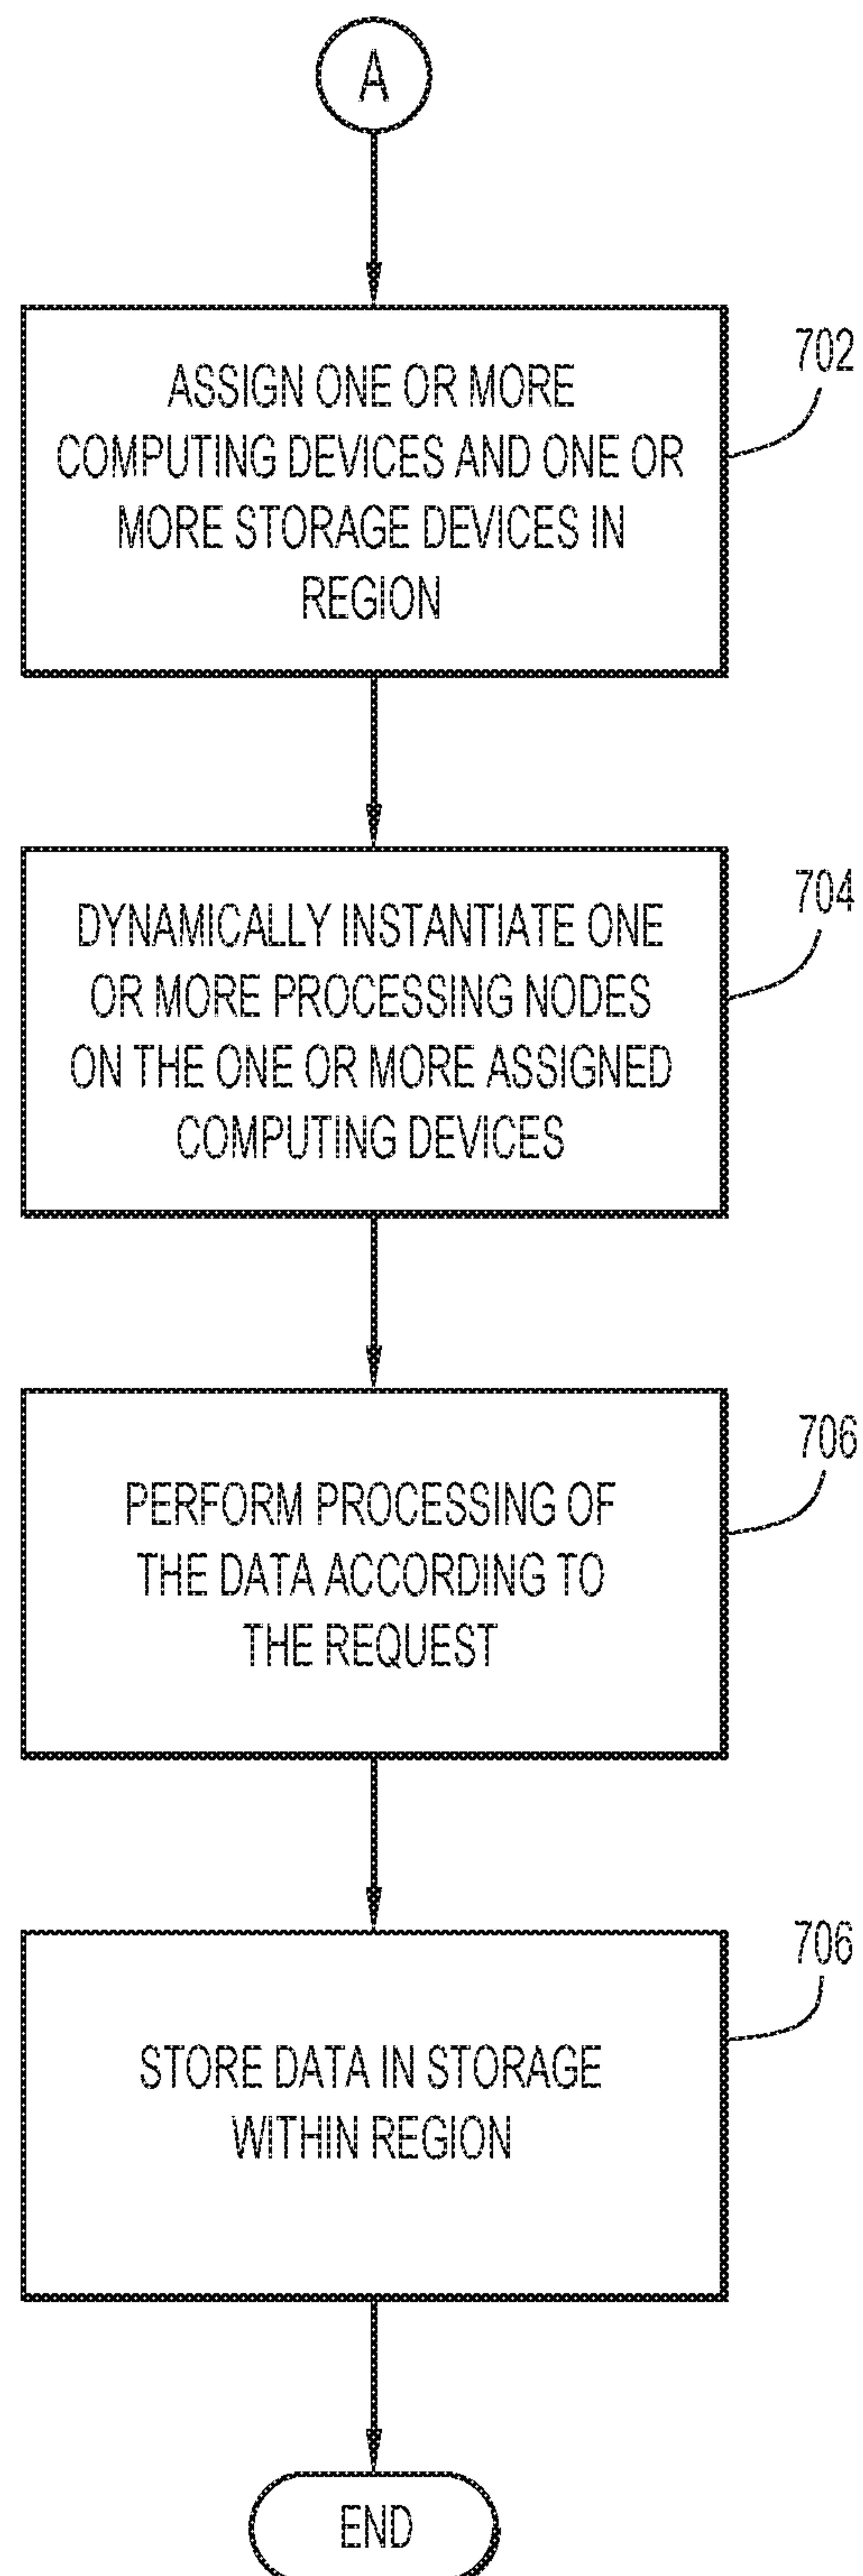 A
702
ASSIGN ONE OR MORE
COMPUTING DEVICES AND ONE OR
MORE STORAGE DEVICES IN
REGION
704
DYNAMICALLY INSTANTIATE ONE
OR MORE PROCESSING NODES
ON THE ONE OR MORE ASSIGNED
COMPUTING DEVICES
706
PERFORM PROCESSING OF
THE DATA ACCORDING TO
THE REQUEST
706
STORE DATA IN STORAGE
WITHIN REGION
END